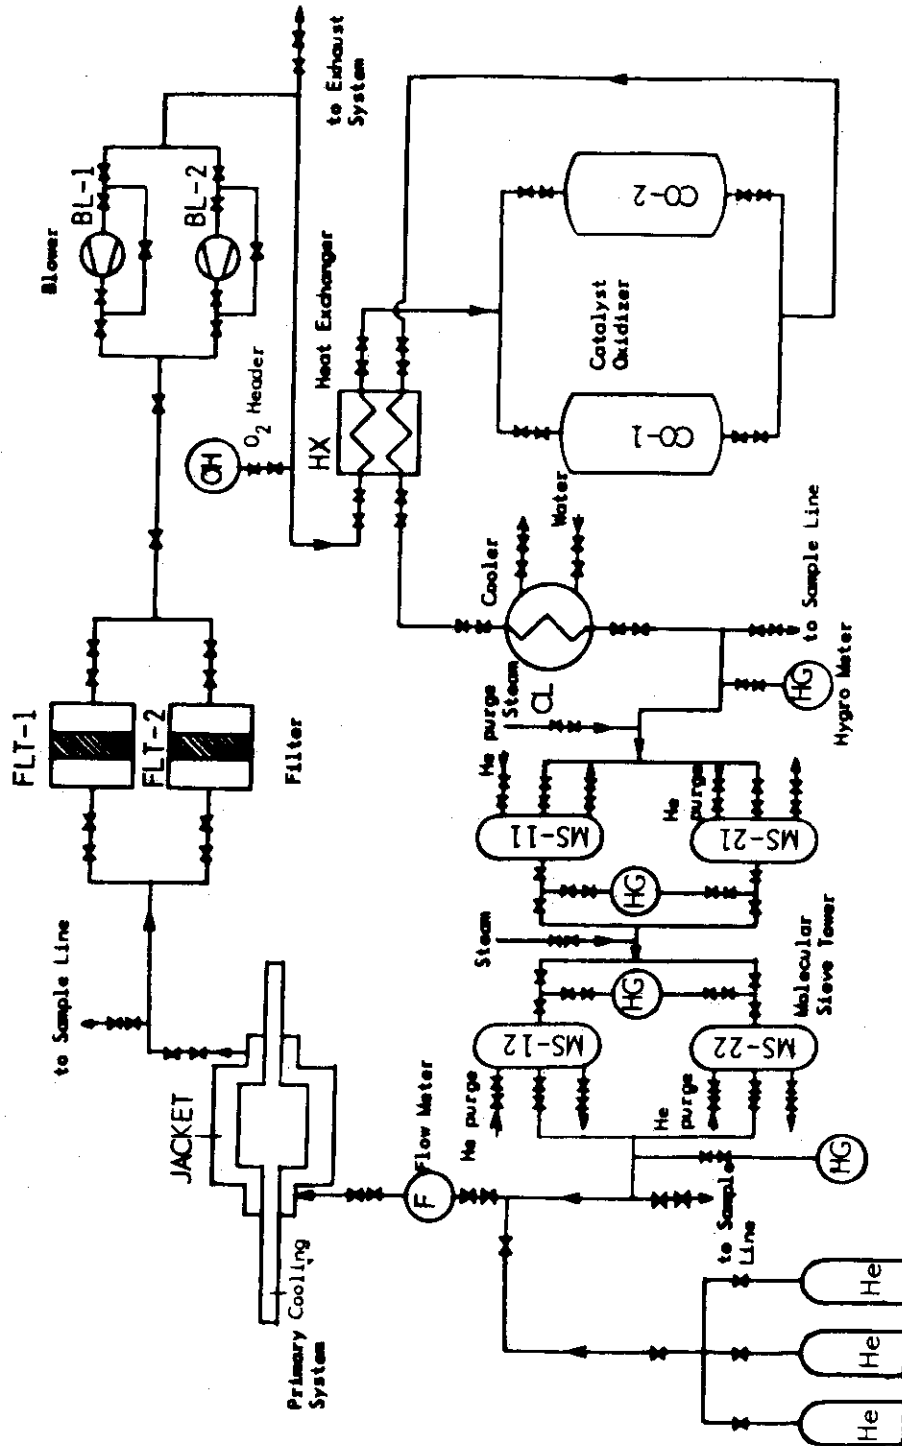 Blower
BL-1
BL-2
to Exhaust
System
FLT-1
FLT-2
Filter
OH
O2 Header
HX
Heat Exchanger
Catalyst
Oxidizer
CO-1
CO-2
to Sample Line
JACKET
Primary Cooling
System
Cooler
CL
Water
to Sample Line
HG
Hygro Meter
Steam
He purge
MS-11
He
purge
MS-21
HG
Steam
HG
MS-12
MS-22
Molecular
Sieve Tower
He purge
He
purge
F
Flow Meter
HG
to Sample
Line
He
He
He